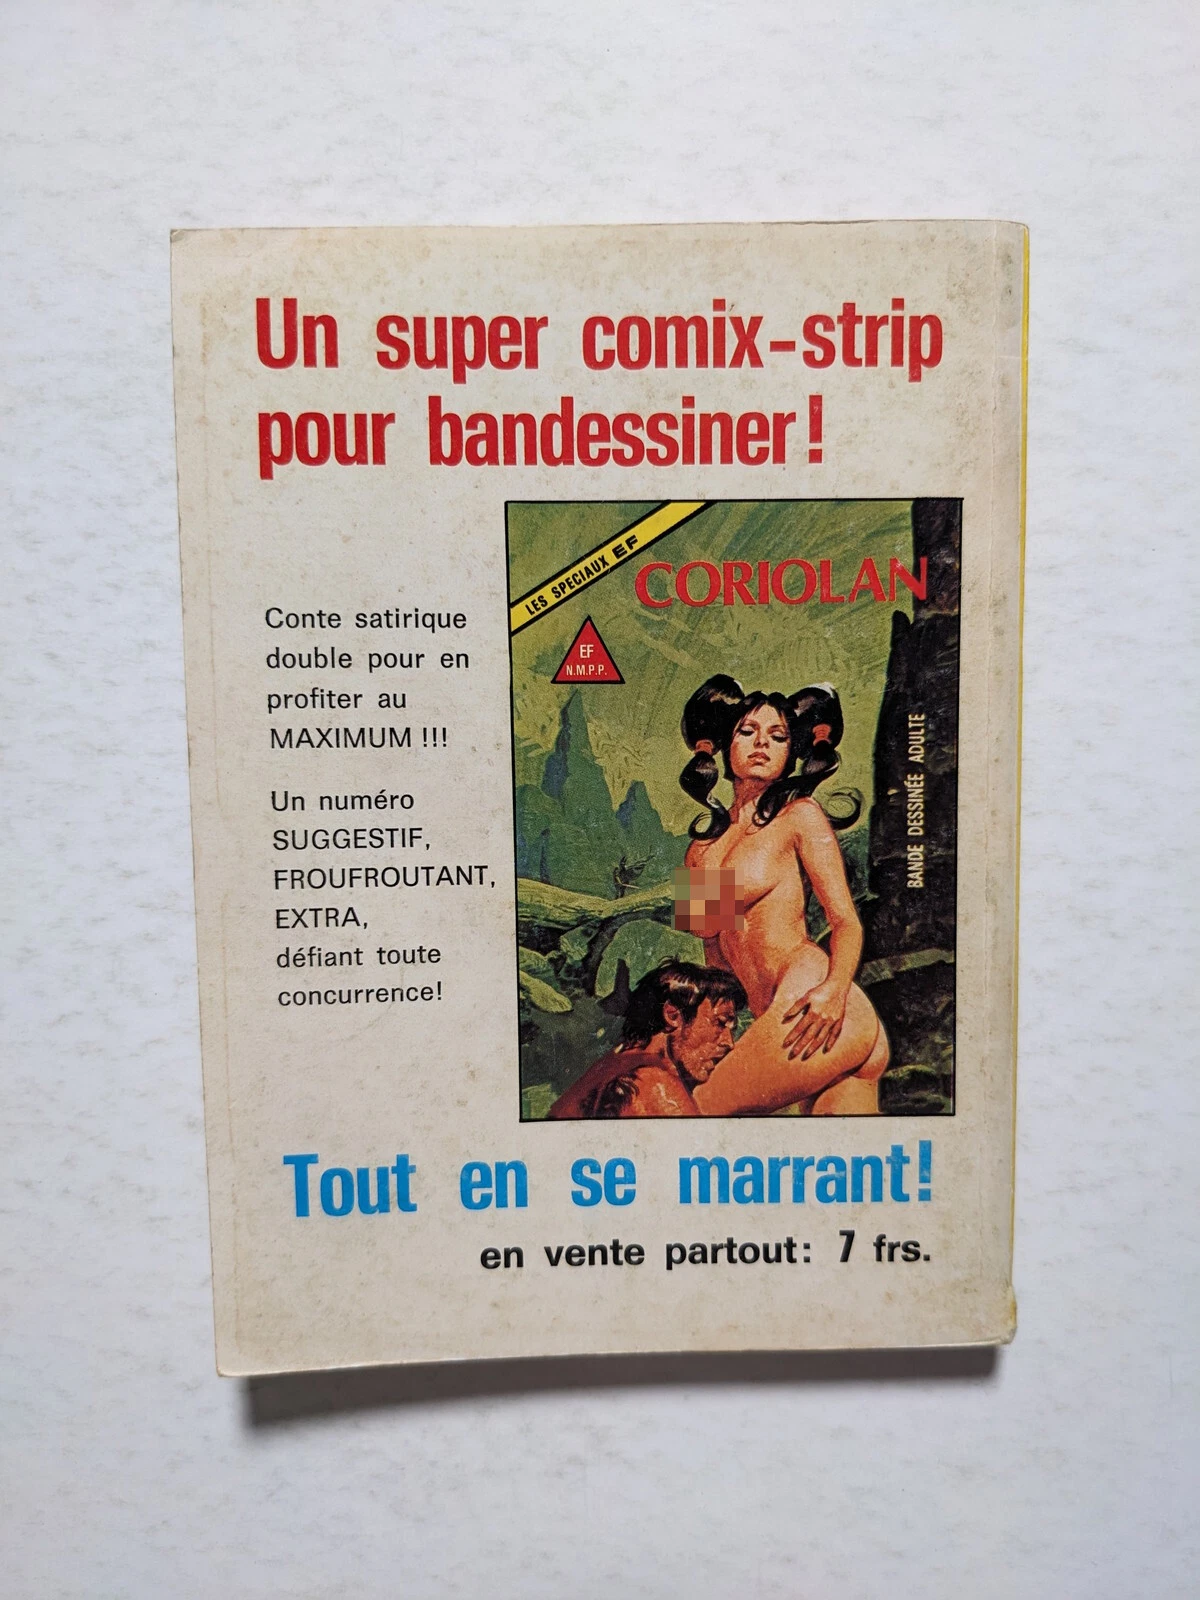 Un super comix-strip
pour bandessiner!
Conte satirique
double pour en
profiter au
MAXIMUM !!!
Un numéro
SUGGESTIF,
FROUFROUTANT,
EXTRA,
défiant toute
concurrence!
LES SPECIAUX EF
CORIOLAN
EF
N.M.P.P.
BANDE DESSINÉE ADULTE
Tout en se marrant!
en vente partout: 7 frs.